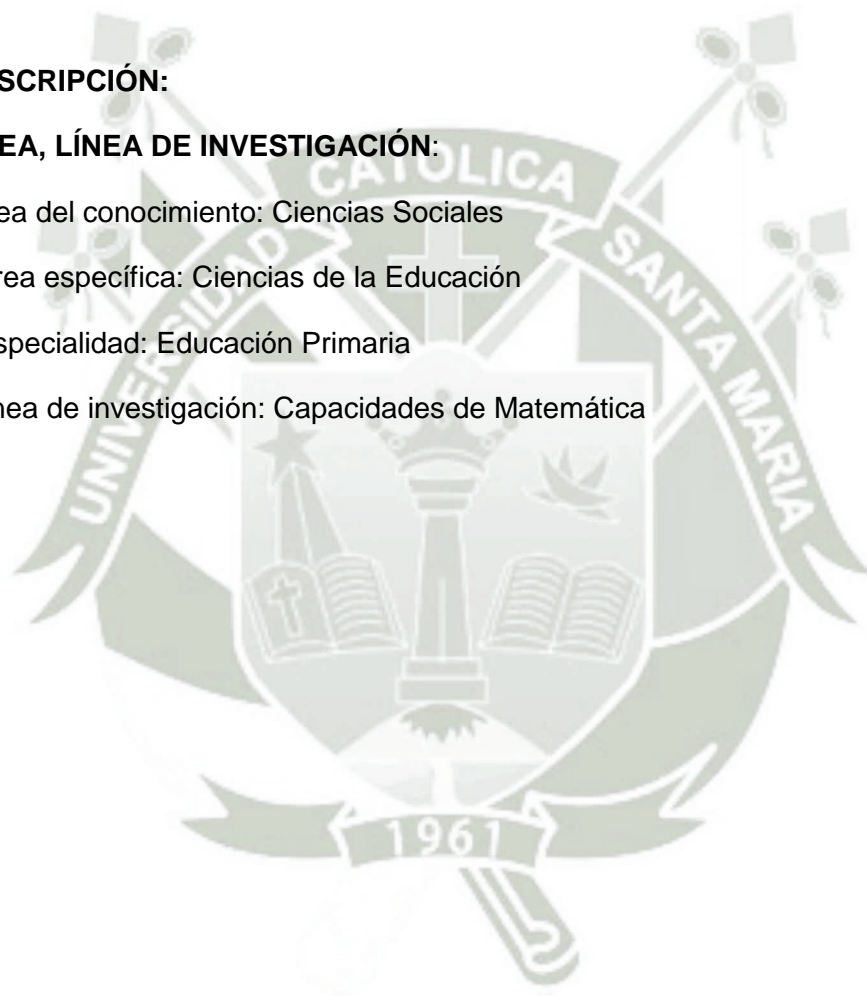 SCRIPCIÓN:
EA, LÍNEA DE INVESTIGACIÓN:
ea del conocimiento: Ciencias Sociales
rea específica: Ciencias de la Educación
specialidad: Educación Primaria
nea de investigación: Capacidades de Matemática
UNIVERSIDAD CATOLICA SANTA MARIA
1961